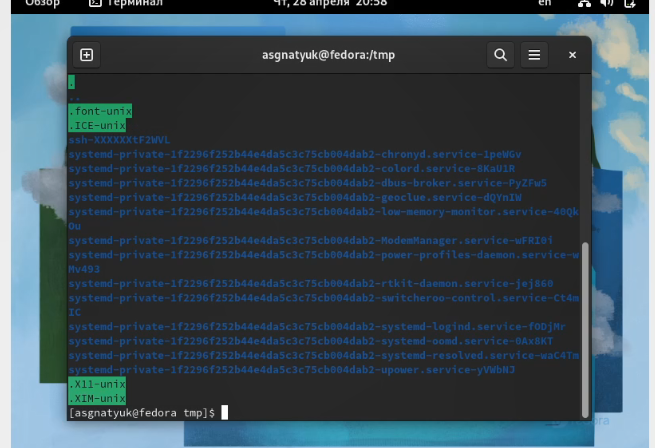 Обзор Терминал Чт, 28 апреля 20:58 en
asgnatyuk@fedora:/tmp
.
..
.font-unix
.ICE-unix
ssh-XXXXXXtF2WVL
systemd-private-1f2296f252b44e4da5c3c75cb004dab2-chronyd.service-1peWGv
systemd-private-1f2296f252b44e4da5c3c75cb004dab2-colord.service-8KaU1R
systemd-private-1f2296f252b44e4da5c3c75cb004dab2-dbus-broker.service-PyZFw5
systemd-private-1f2296f252b44e4da5c3c75cb004dab2-geoclue.service-dQYnIW
systemd-private-1f2296f252b44e4da5c3c75cb004dab2-low-memory-monitor.service-40Qk
Ou
systemd-private-1f2296f252b44e4da5c3c75cb004dab2-ModemManager.service-wFRI0i
systemd-private-1f2296f252b44e4da5c3c75cb004dab2-power-profiles-daemon.service-w
Mv493
systemd-private-1f2296f252b44e4da5c3c75cb004dab2-rtkit-daemon.service-jej860
systemd-private-1f2296f252b44e4da5c3c75cb004dab2-switcheroo-control.service-Ct4m
IC
systemd-private-1f2296f252b44e4da5c3c75cb004dab2-systemd-logind.service-fODjMr
systemd-private-1f2296f252b44e4da5c3c75cb004dab2-systemd-oomd.service-0Ax8KT
systemd-private-1f2296f252b44e4da5c3c75cb004dab2-systemd-resolved.service-waC4Tm
systemd-private-1f2296f252b44e4da5c3c75cb004dab2-upower.service-yVWbNJ
.X11-unix
.XIM-unix
[asgnatyuk@fedora tmp]$